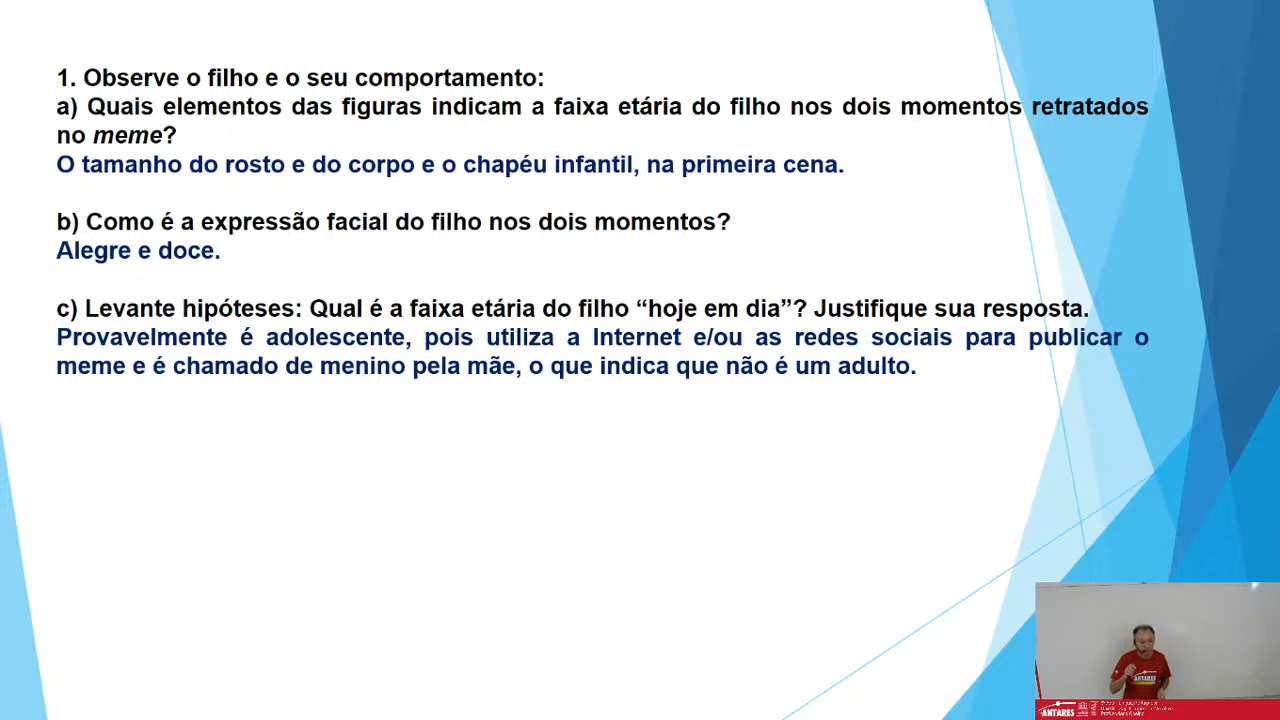 1. Observe o filho e o seu comportamento:
a) Quais elementos das figuras indicam a faixa etária do filho nos dois momentos retratados
no meme?
O tamanho do rosto e do corpo e o chapéu infantil, na primeira cena.
b) Como é a expressão facial do filho nos dois momentos?
Alegre e doce.
c) Levante hipóteses: Qual é a faixa etária do filho “hoje em dia”? Justifique sua resposta.
Provavelmente é adolescente, pois utiliza a Internet e/ou as redes sociais para publicar o
meme e é chamado de menino pela mãe, o que indica que não é um adulto.
ANTARES
ANTARES